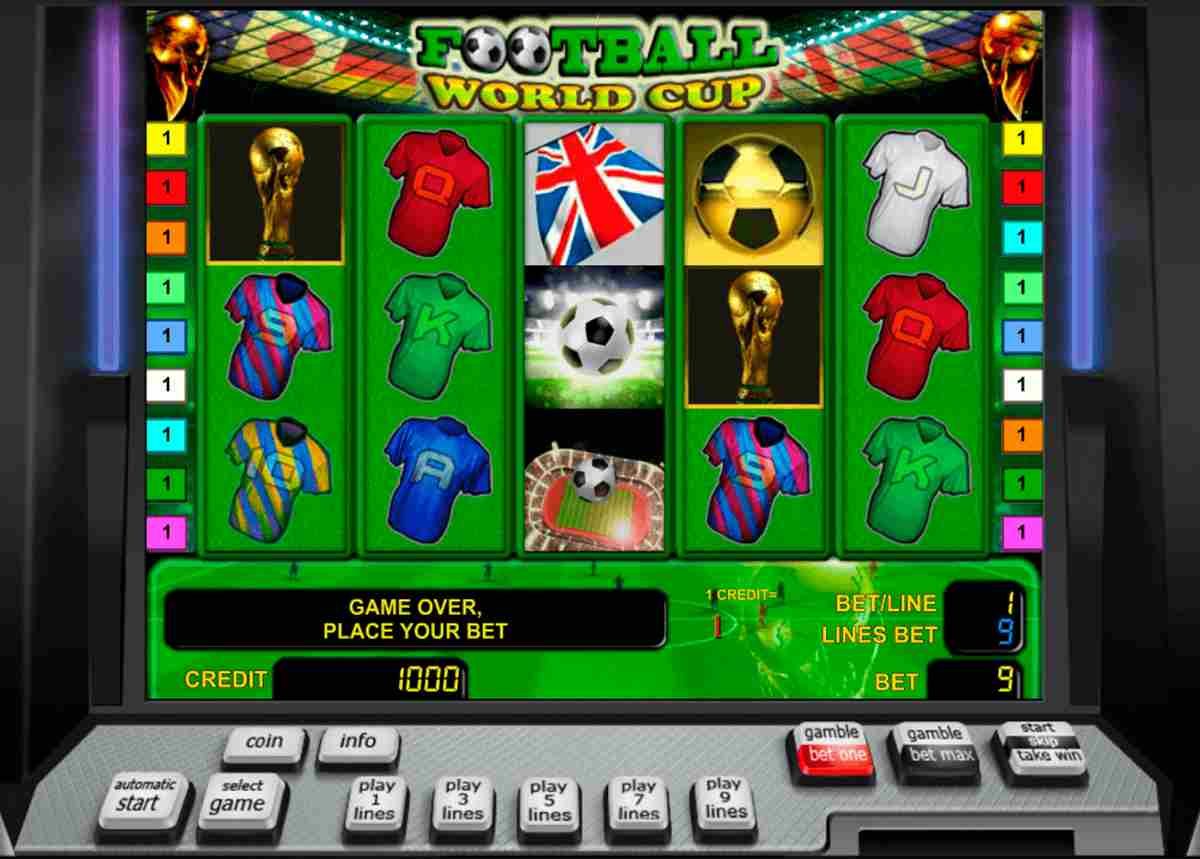 FOOTBALL
WORLD CUP
1
1
1
1
1
1
1
1
1
Q
J
9
K
Q
10
A
9
K
1
1
1
1
1
1
1
1
1
GAME OVER,
PLACE YOUR BET
1 CREDIT=
1
BET/LINE 1
LINES BET 9
CREDIT 1000
BET 9
coin
info
gamble
bet one
gamble
bet max
start
skip
take win
automatic
start
select
game
play
1
lines
play
3
lines
play
5
lines
play
7
lines
play
9
lines